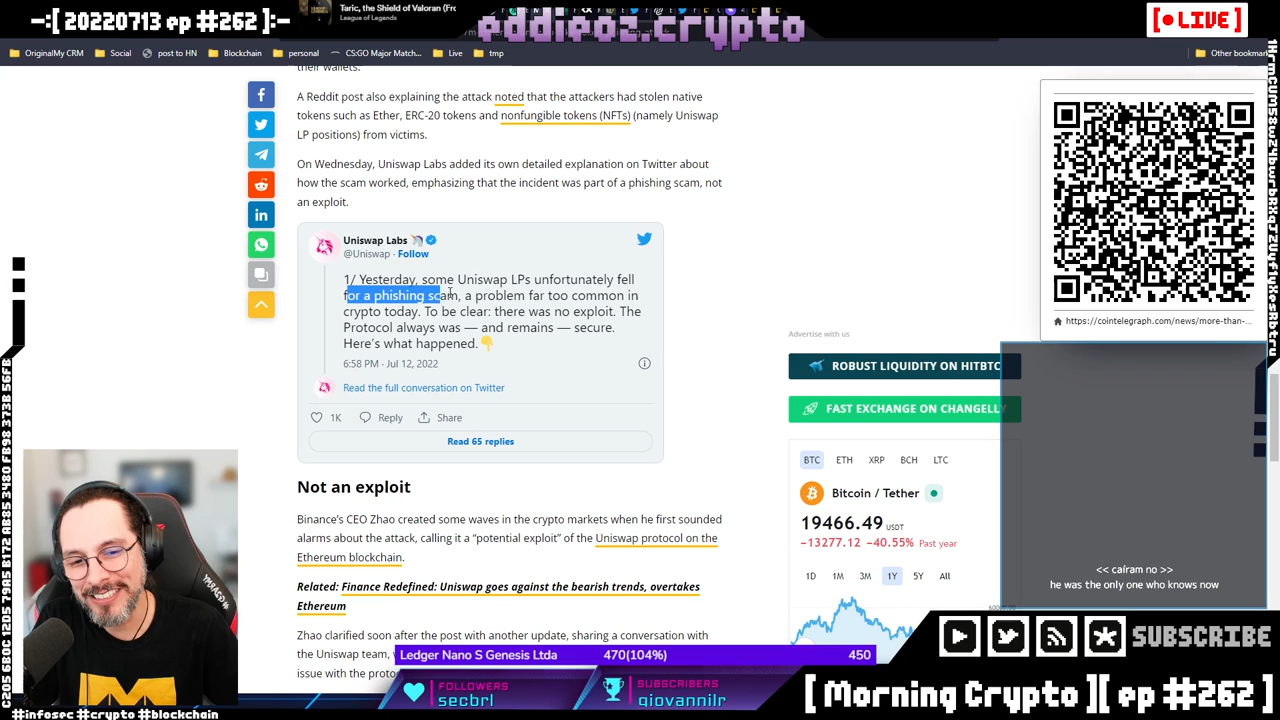 -:[ 20220713 ep #262 ]:-
Taric, the Shield of Valoran (Fr
League of Legends
eddieoz.crypto
[ • LIVE ]
OriginalMy CRM
Social
post to HN
Blockchain
personal
CS:GO Major Match...
Live
tmp
Other bookmar
their wallets.
A Reddit post also explaining the attack noted that the attackers had stolen native
tokens such as Ether, ERC-20 tokens and nonfungible tokens (NFTs) (namely Uniswap
LP positions) from victims.
On Wednesday, Uniswap Labs added its own detailed explanation on Twitter about
how the scam worked, emphasizing that the incident was part of a phishing scam, not
an exploit.
Uniswap Labs 🦄
@Uniswap · Follow
1/ Yesterday, some Uniswap LPs unfortunately fell
for a phishing scam, a problem far too common in
crypto today. To be clear: there was no exploit. The
Protocol always was — and remains — secure.
Here's what happened.👇
6:58 PM · Jul 12, 2022
Read the full conversation on Twitter
1K
Reply
Share
Read 65 replies
Not an exploit
Binance's CEO Zhao created some waves in the crypto markets when he first sounded
alarms about the attack, calling it a “potential exploit” of the Uniswap protocol on the
Ethereum blockchain.
Related: Finance Redefined: Uniswap goes against the bearish trends, overtakes
Ethereum
Zhao clarified soon after the post with another update, sharing a conversation with
the Uniswap team,
issue with the proto
https://cointelegraph.com/news/more-than-...
Advertise with us
ROBUST LIQUIDITY ON HITBTC
FAST EXCHANGE ON CHANGELLY
BTC
ETH
XRP
BCH
LTC
Bitcoin / Tether
19466.49 USDT
−13277.12 −40.55% Past year
1D
1M
3M
1Y
5Y
All
<< caíram no >>
he was the only one who knows now
Ledger Nano S Genesis Ltda
470(104%)
450
FOLLOWERS
secbrl
SUBSCRIBERS
giovannilr
SUBSCRIBE
[ Morning Crypto ][ ep #262 ]
#infosec #crypto #blockchain